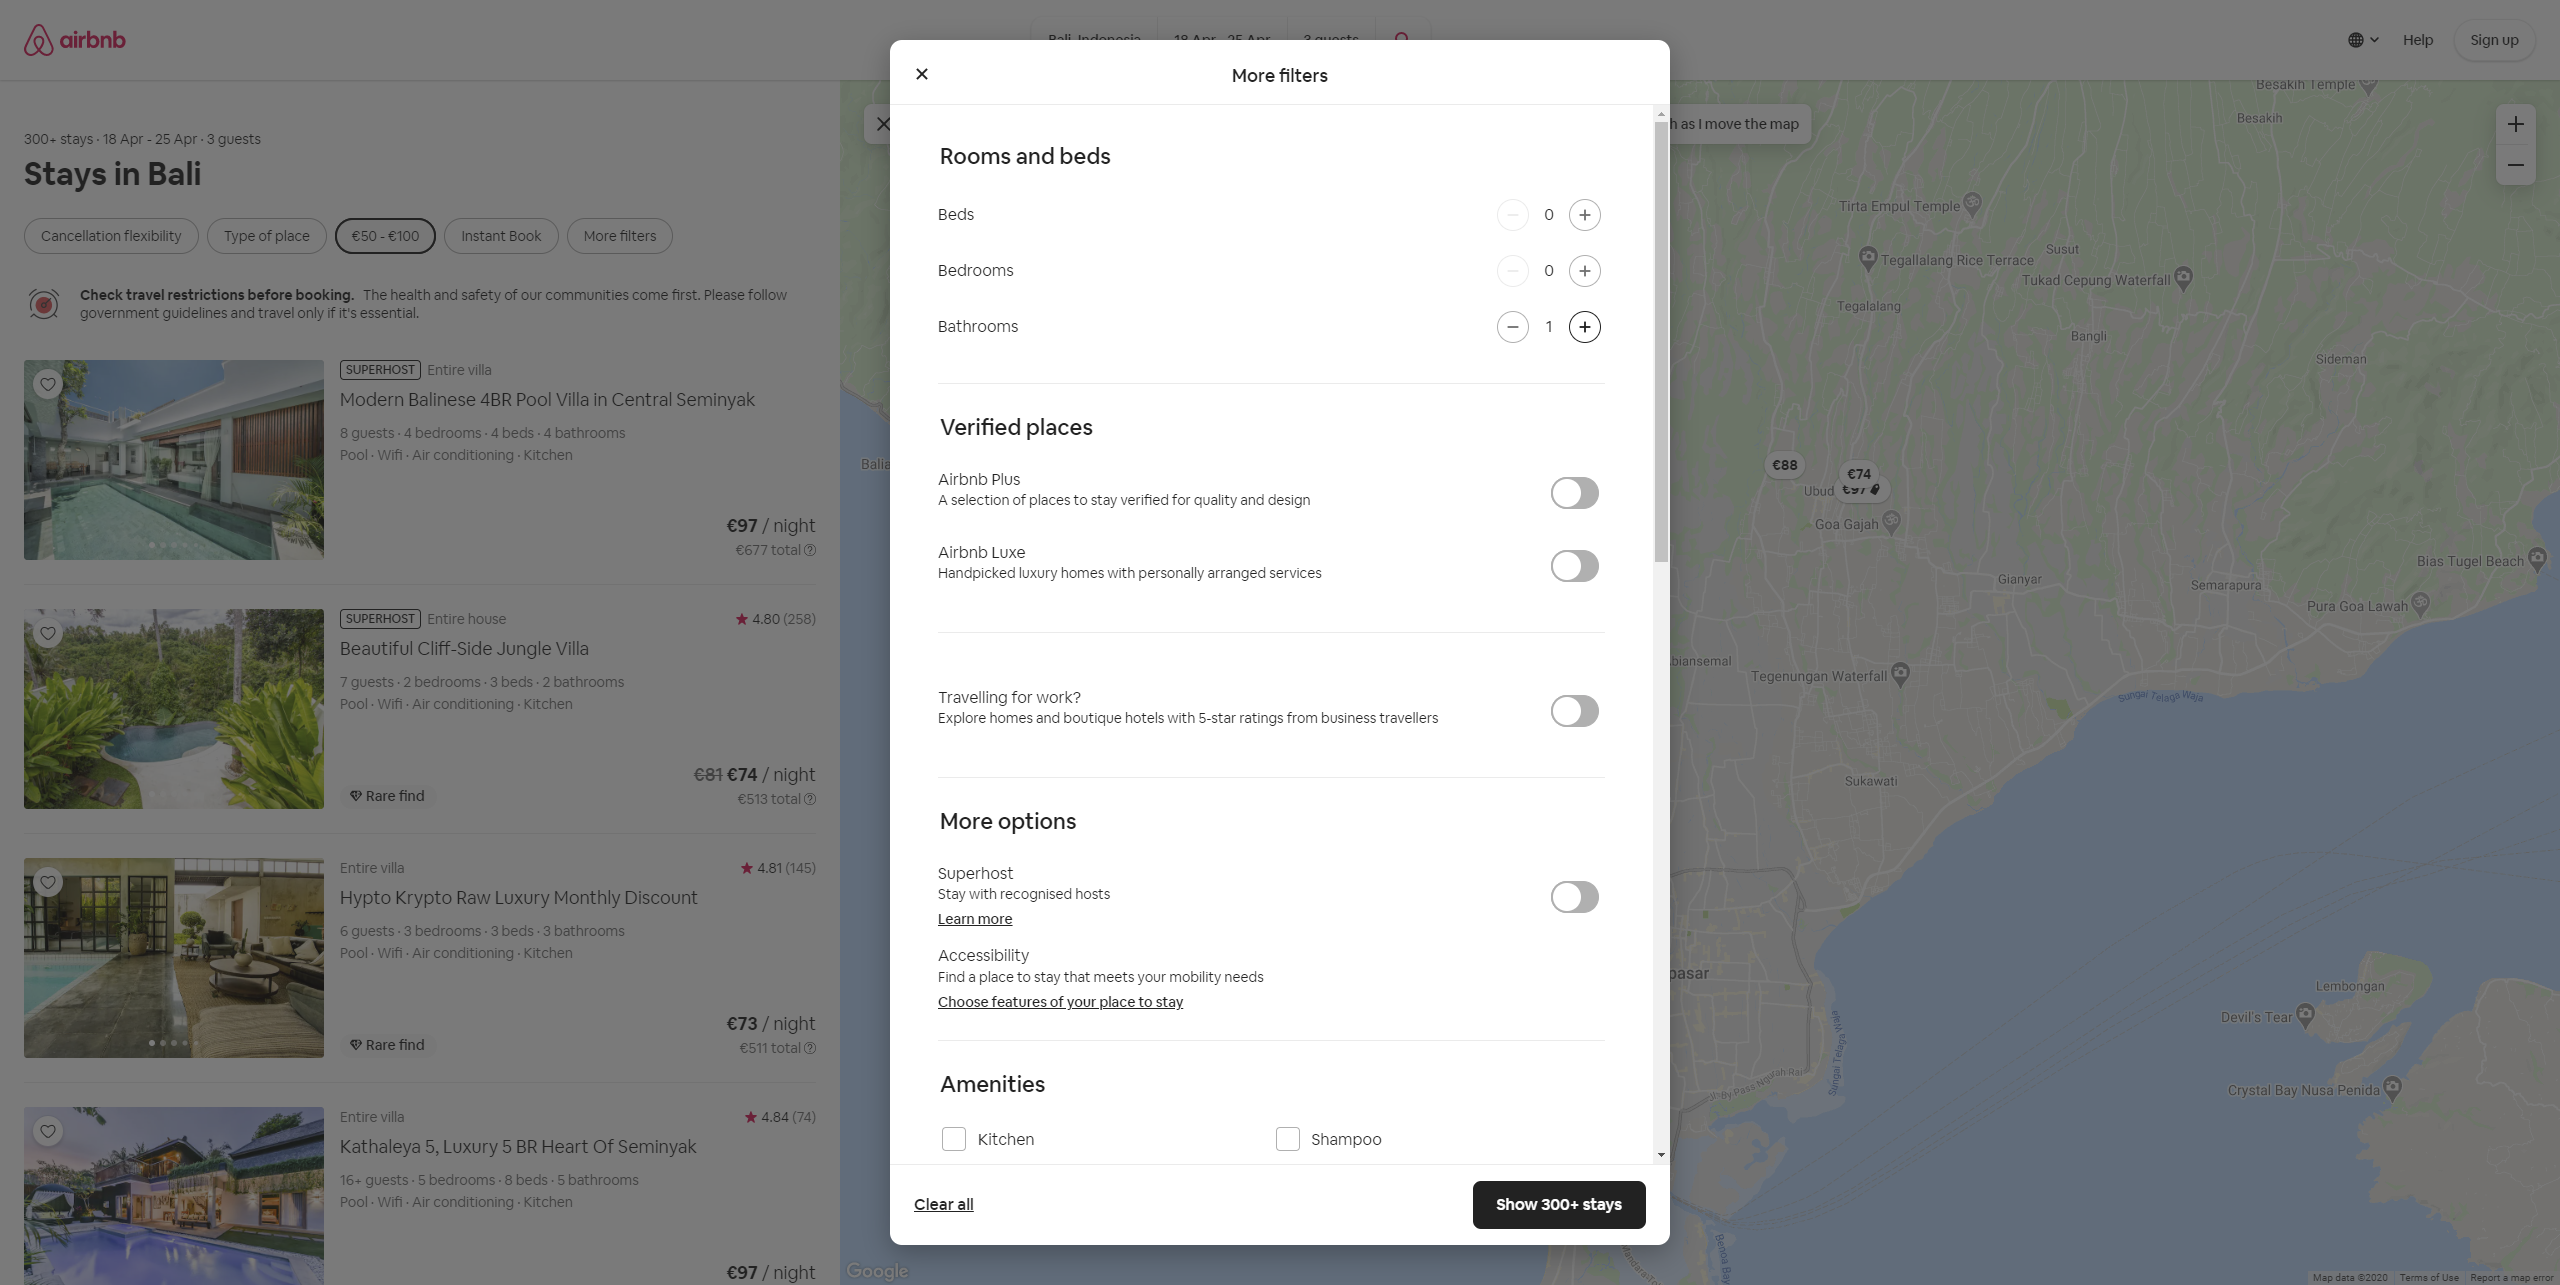 airbnb
Bali, Indonesia
18 Apr - 25 Apr
3 guests
Help
Sign up
300+ stays · 18 Apr - 25 Apr · 3 guests
Stays in Bali
Cancellation flexibility
Type of place
€50 - €100
Instant Book
More filters
Check travel restrictions before booking. The health and safety of our communities come first. Please follow
government guidelines and travel only if it's essential.
SUPERHOST Entire villa
Modern Balinese 4BR Pool Villa in Central Seminyak
8 guests · 4 bedrooms · 4 beds · 4 bathrooms
Pool · Wifi · Air conditioning · Kitchen
€97 / night
€677 total
SUPERHOST Entire house
4.80 (258)
Beautiful Cliff-Side Jungle Villa
7 guests · 2 bedrooms · 3 beds · 2 bathrooms
Pool · Wifi · Air conditioning · Kitchen
€81 €74 / night
Rare find
€513 total
Entire villa
4.81 (145)
Hypto Krypto Raw Luxury Monthly Discount
6 guests · 3 bedrooms · 3 beds · 3 bathrooms
Pool · Wifi · Air conditioning · Kitchen
€73 / night
Rare find
€511 total
Entire villa
4.84 (74)
Kathaleya 5, Luxury 5 BR Heart Of Seminyak
16+ guests · 5 bedrooms · 8 beds · 5 bathrooms
Pool · Wifi · Air conditioning · Kitchen
€97 / night
More filters
Rooms and beds
Beds
0
Bedrooms
0
Bathrooms
1
Verified places
Airbnb Plus
A selection of places to stay verified for quality and design
Airbnb Luxe
Handpicked luxury homes with personally arranged services
Travelling for work?
Explore homes and boutique hotels with 5-star ratings from business travellers
More options
Superhost
Stay with recognised hosts
Learn more
Accessibility
Find a place to stay that meets your mobility needs
Choose features of your place to stay
Amenities
Kitchen
Shampoo
Clear all
Show 300+ stays
h as I move the map
Besakih Temple
Besakih
Tirta Empul Temple
Susut
Tegallalang Rice Terrace
Tukad Cepung Waterfall
Tegalalang
Bangli
Sideman
Balia
€88
€74
€97
Ubud
Goa Gajah
Bias Tugel Beach
Gianyar
Semarapura
Pura Goa Lawah
biansemal
Tegenungan Waterfall
Sungai Telaga Waja
Sukawati
pasar
Lembongan
Devil's Tear
Sungai Telaga Waja
Jl. By Pass Ngurah Rai
Crystal Bay Nusa Penida
Google
Map data ©2020
Terms of Use
Report a map error